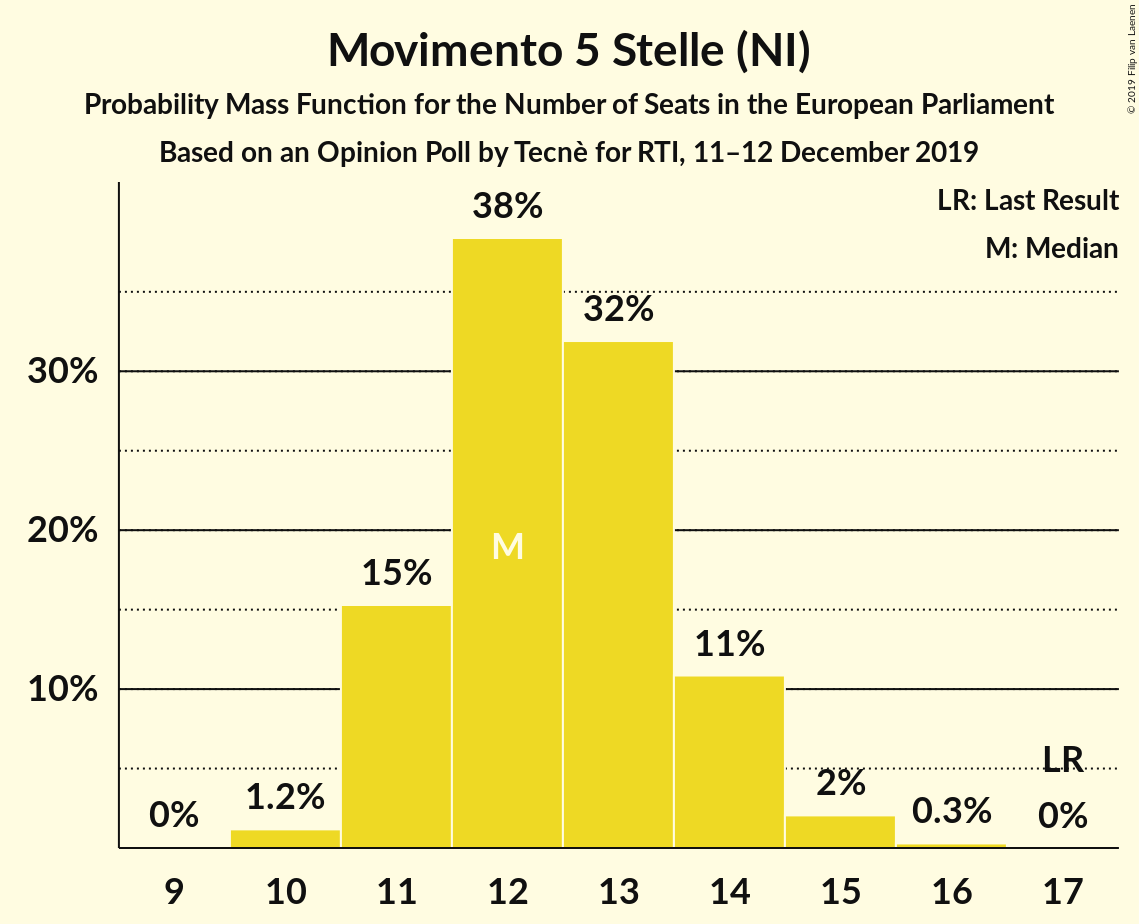 Movimento 5 Stelle (NI)
Probability Mass Function for the Number of Seats in the European Parliament
Based on an Opinion Poll by Tecnè for RTI, 11–12 December 2019
© 2019 Filip van Laenen
LR: Last Result
M: Median
38%
32%
30%
20%
M
15%
11%
10%
LR
2%
1.2%
0.3%
0%
0%
9 10 11 12 13 14 15 16 17